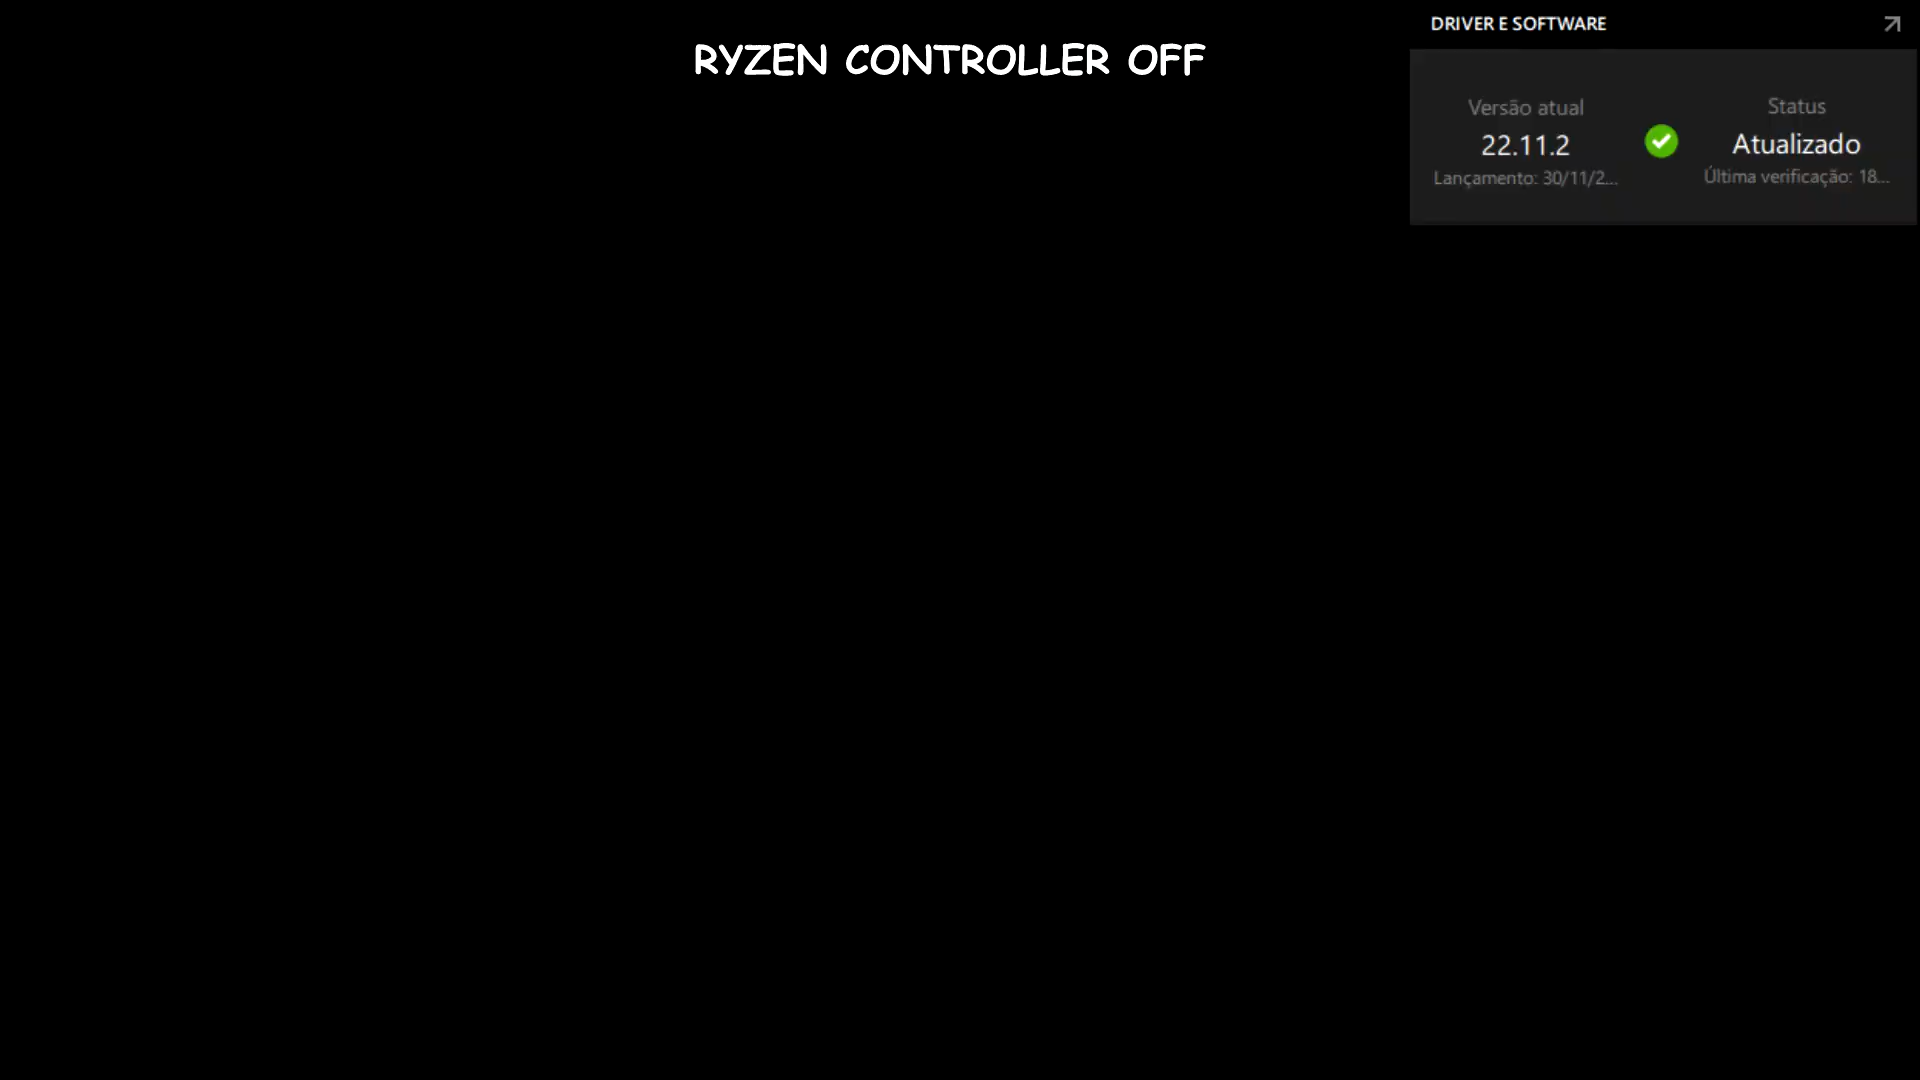 RYZEN CONTROLLER OFF
DRIVER E SOFTWARE
Versão atual
22.11.2
Lançamento: 30/11/2...
Status
Atualizado
Última verificação: 18...